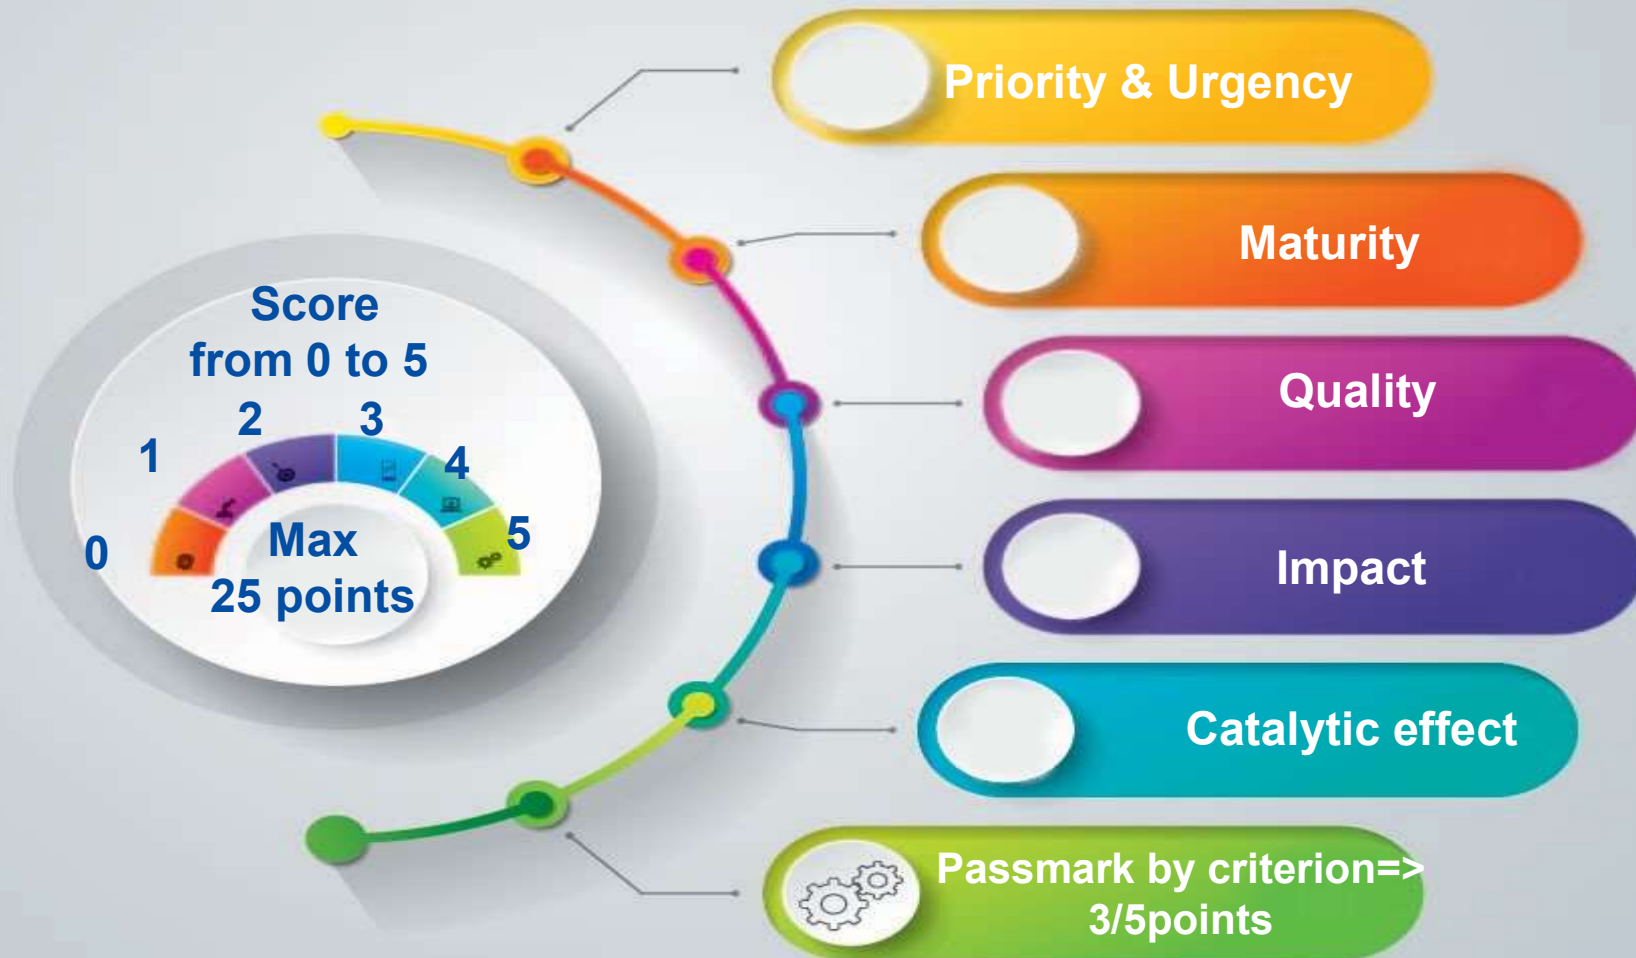 Priority & Urgency
Maturity
Score
from 0 to 5
Quality
2
3
1
4
5
0
Max
25 points
Impact
Catalytic effect
Passmark by criterion=>
3/5points